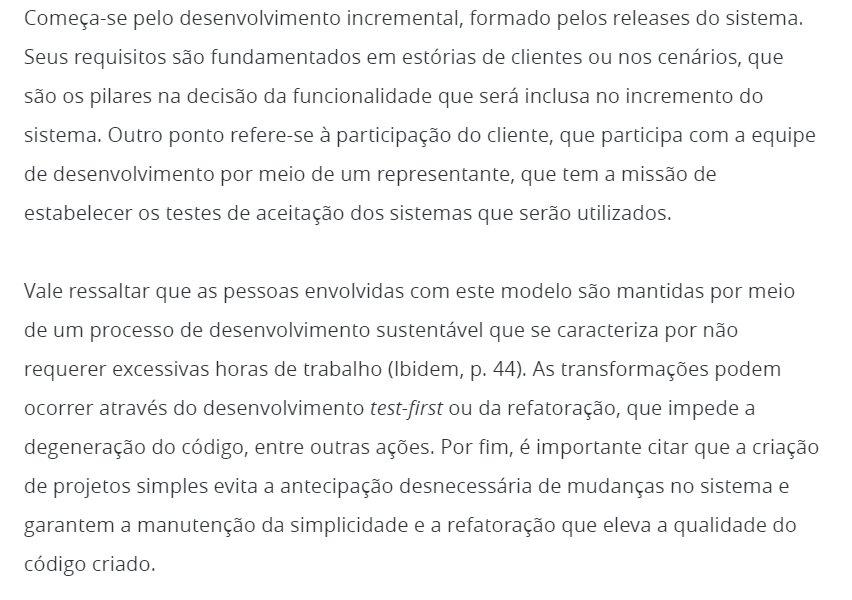 Começa-se pelo desenvolvimento incremental, formado pelos releases do sistema.
Seus requisitos são fundamentados em estórias de clientes ou nos cenários, que
são os pilares na decisão da funcionalidade que será inclusa no incremento do
sistema. Outro ponto refere-se à participação do cliente, que participa com a equipe
de desenvolvimento por meio de um representante, que tem a missão de
estabelecer os testes de aceitação dos sistemas que serão utilizados.
Vale ressaltar que as pessoas envolvidas com este modelo são mantidas por meio
de um processo de desenvolvimento sustentável que se caracteriza por não
requerer excessivas horas de trabalho (Ibidem, p. 44). As transformações podem
ocorrer através do desenvolvimento test-first ou da refatoração, que impede a
degeneração do código, entre outras ações. Por fim, é importante citar que a criação
de projetos simples evita a antecipação desnecessária de mudanças no sistema e
garantem a manutenção da simplicidade e a refatoração que eleva a qualidade do
código criado.